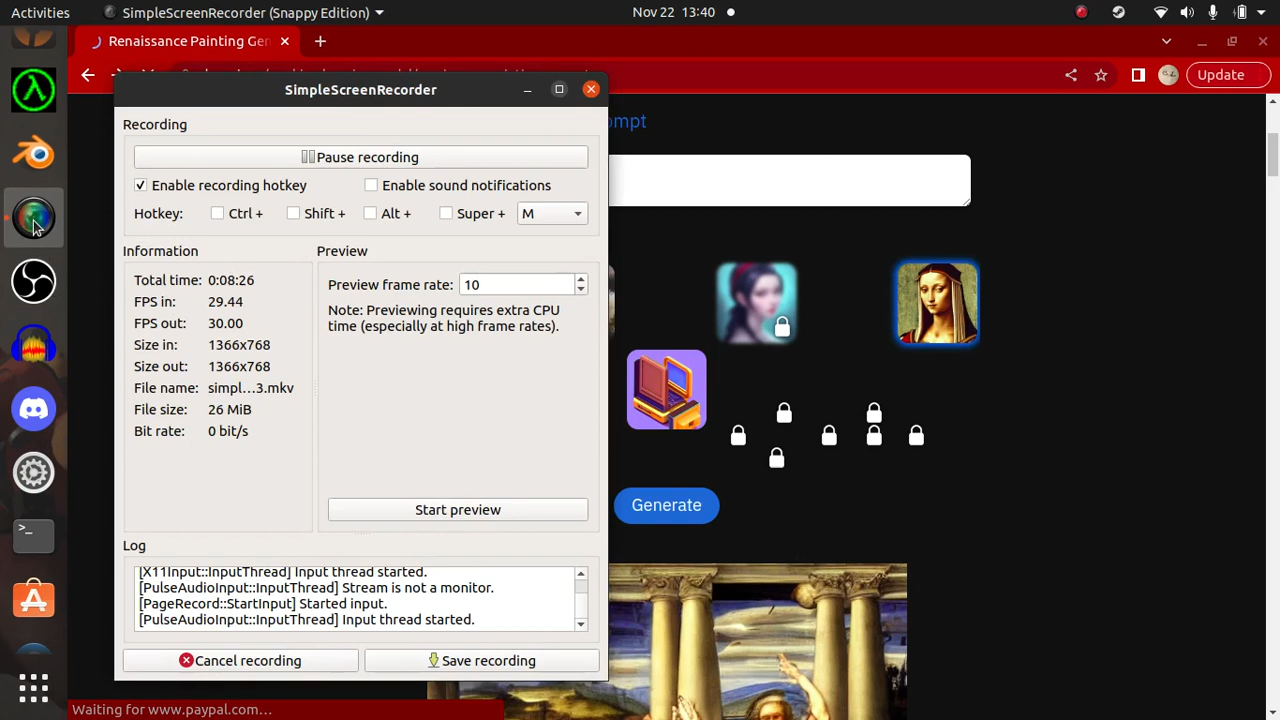 Activities
SimpleScreenRecorder (Snappy Edition)
Nov 22 13:40
Renaissance Painting Gen
Update
SimpleScreenRecorder
ompt
Recording
Pause recording
Enable recording hotkey
Enable sound notifications
Hotkey:
Ctrl +
Shift +
Alt +
Super +
M
Information
Preview
Total time: 0:08:26
FPS in: 29.44
FPS out: 30.00
Size in: 1366x768
Size out: 1366x768
File name: simpl...3.mkv
File size: 26 MiB
Bit rate: 0 bit/s
Preview frame rate: 10
Note: Previewing requires extra CPU
time (especially at high frame rates).
Start preview
Generate
Log
[X11Input::InputThread] Input thread started.
[PulseAudioInput::InputThread] Stream is not a monitor.
[PageRecord::StartInput] Started input.
[PulseAudioInput::InputThread] Input thread started.
Cancel recording
Save recording
Waiting for www.paypal.com...